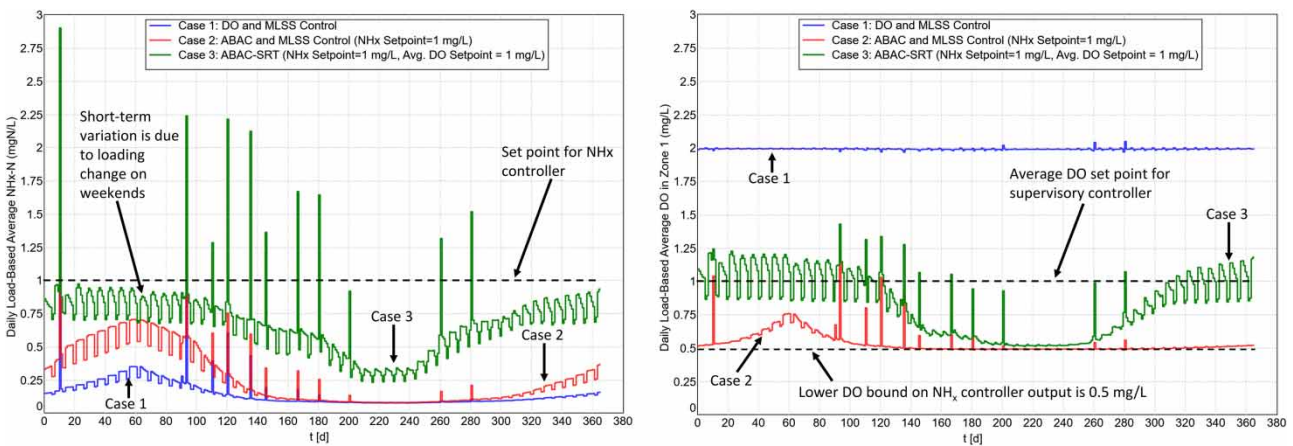 Case 1: DO and MLSS Control
Case 2: ABAC and MLSS Control (NHx Setpoint=1 mg/L)
Case 3: ABAC-SRT (NHx Setpoint=1 mg/L, Avg. DO Setpoint = 1 mg/L)
Daily Load-Based Average NHx-N (mgN/L)
3
2.75
2.5
2.25
2
1.75
1.5
1.25
1
0.75
0.5
0.25
0
Short-term
variation is due
to loading
change on
weekends
Set point for NHx
controller
Case 3
Case 2
Case 1
0 20 40 60 80 100 120 140 160 180 200 220 240 260 280 300 320 340 360 380
t [d]
Case 1: DO and MLSS Control
Case 2: ABAC and MLSS Control (NHx Setpoint=1 mg/L)
Case 3: ABAC-SRT (NHx Setpoint=1 mg/L, Avg. DO Setpoint = 1 mg/L)
Daily Load-Based Average DO in Zone 1 (mg/L)
3
2.75
2.5
2.25
2
1.75
1.5
1.25
1
0.75
0.5
0.25
0
Case 1
Average DO set point for
supervisory controller
Case 3
Case 2
Lower DO bound on NHₓ controller output is 0.5 mg/L
0 20 40 60 80 100 120 140 160 180 200 220 240 260 280 300 320 340 360 380
t [d]